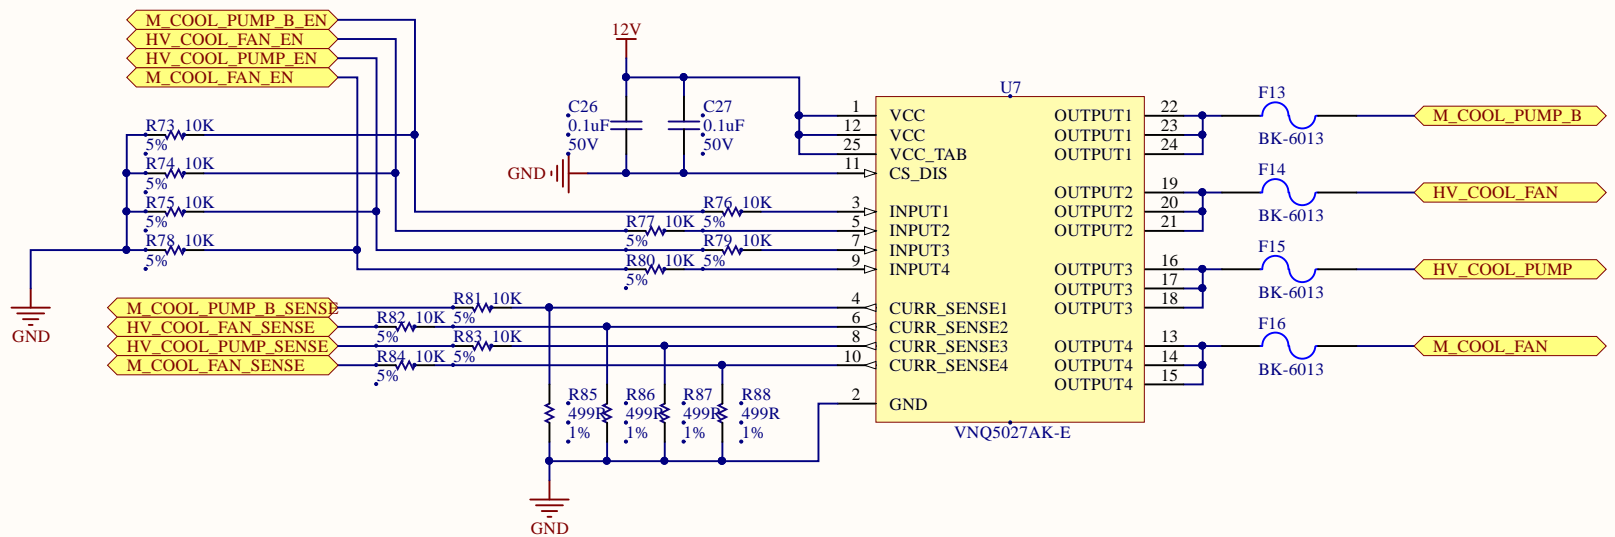 M_COOL_PUMP_B_EN
HV_COOL_FAN_EN
HV_COOL_PUMP_EN
M_COOL_FAN_EN
R73 10K
5%
R74 10K
5%
R75 10K
5%
R78 10K
5%
GND
12V
C26
0.1uF
50V
C27
0.1uF
50V
GND
R76 10K
5%
R77 10K
5%
R79 10K
5%
R80 10K
5%
M_COOL_PUMP_B_SENSE
HV_COOL_FAN_SENSE
HV_COOL_PUMP_SENSE
M_COOL_FAN_SENSE
R81 10K
5%
R82 10K
5%
R83 10K
5%
R84 10K
5%
R85
499R
1%
R86
499R
1%
R87
499R
1%
R88
499R
1%
GND
U7
1 VCC
12 VCC
25 VCC_TAB
11 CS_DIS
3 INPUT1
5 INPUT2
7 INPUT3
9 INPUT4
4 CURR_SENSE1
6 CURR_SENSE2
8 CURR_SENSE3
10 CURR_SENSE4
2 GND
OUTPUT1 22
OUTPUT1 23
OUTPUT1 24
OUTPUT2 19
OUTPUT2 20
OUTPUT2 21
OUTPUT3 16
OUTPUT3 17
OUTPUT3 18
OUTPUT4 13
OUTPUT4 14
OUTPUT4 15
VNQ5027AK-E
F13
BK-6013
M_COOL_PUMP_B
F14
BK-6013
HV_COOL_FAN
F15
BK-6013
HV_COOL_PUMP
F16
BK-6013
M_COOL_FAN